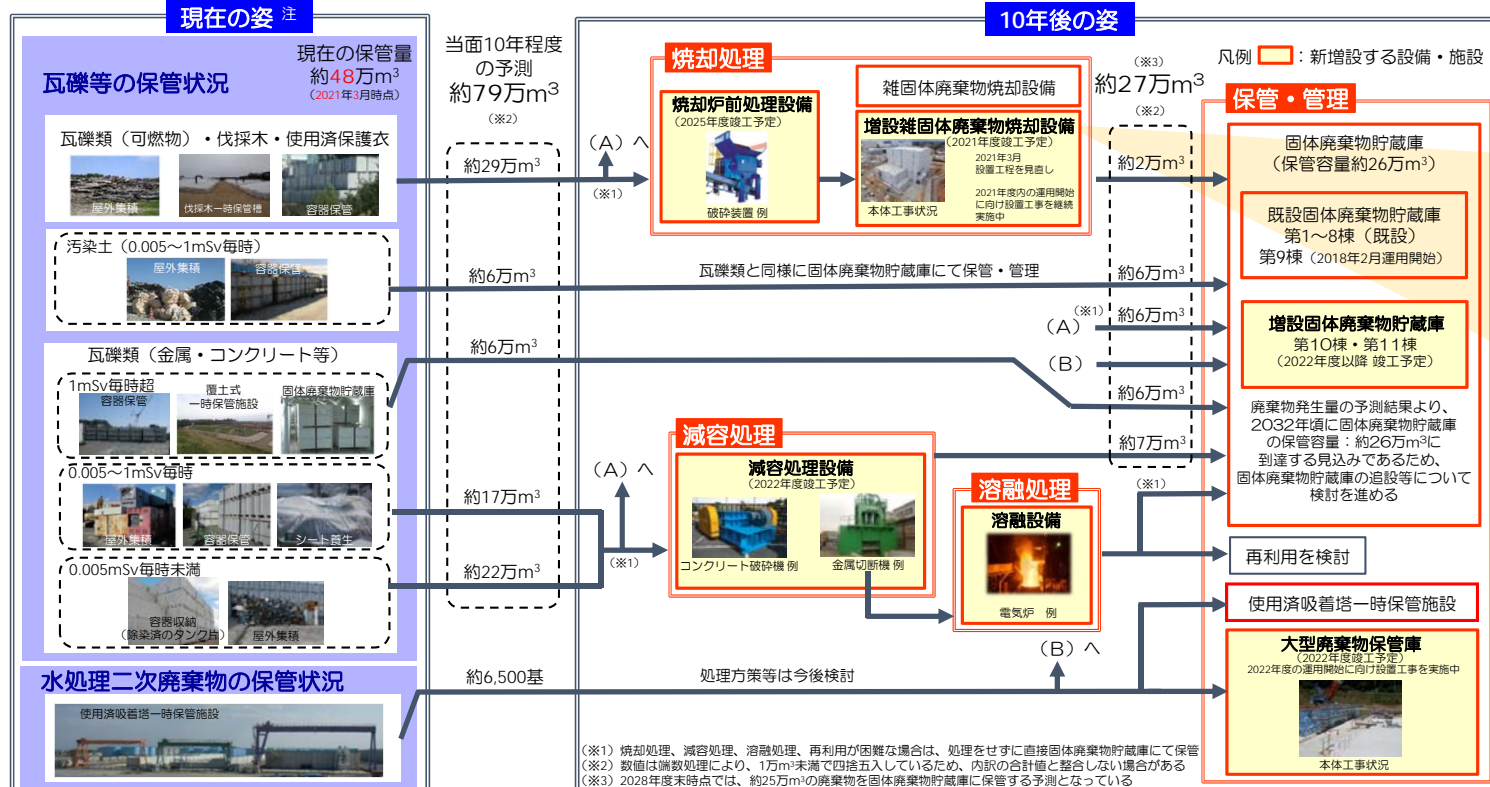 現在の姿 注
10年後の姿
瓦礫等の保管状況
現在の保管量
約48万m³
(2021年3月時点)
瓦礫類（可燃物）・伐採木・使用済保護衣
屋外集積
伐採木一時保管槽
容器保管
汚染土（0.005～1mSv毎時）
屋外集積
容器保管
瓦礫類（金属・コンクリート等）
1mSv毎時超
容器保管
覆土式
一時保管施設
固体廃棄物貯蔵庫
0.005～1mSv毎時
屋外集積
容器保管
シート養生
0.005mSv毎時未満
容器収納
（除染済のタンク片）
屋外集積
水処理二次廃棄物の保管状況
使用済吸着塔一時保管施設
当面10年程度
の予測
約79万m³
(※2)
約29万m³
約6万m³
約6万m³
約17万m³
約22万m³
約6,500基
（A）へ
(※1)
焼却処理
雑固体廃棄物焼却設備
焼却炉前処理設備
(2025年度竣工予定)
破砕装置 例
増設雑固体廃棄物焼却設備
(2021年度竣工予定)
2021年3月
設置工程を見直し
2021年度内の運用開始
に向け設置工事を継続
実施中
本体工事状況
瓦礫類と同様に固体廃棄物貯蔵庫にて保管・管理
（A）へ
(※1)
減容処理
減容処理設備
(2022年度竣工予定)
コンクリート破砕機 例
金属切断機 例
溶融処理
溶融設備
電気炉 例
処理方策等は今後検討
（B）へ
(※3)
約27万m³
(※2)
約2万m³
約6万m³
（A）
(※1)
約6万m³
（B）
約6万m³
約7万m³
(※1)
凡例 ：新増設する設備・施設
保管・管理
固体廃棄物貯蔵庫
（保管容量約26万m³）
既設固体廃棄物貯蔵庫
第1～8棟（既設）
第9棟（2018年2月運用開始）
増設固体廃棄物貯蔵庫
第10棟・第11棟
(2022年度以降 竣工予定)
廃棄物発生量の予測結果より、
2032年頃に固体廃棄物貯蔵庫
の保管容量：約26万m³に
到達する見込みであるため、
固体廃棄物貯蔵庫の追設等について
検討を進める
再利用を検討
使用済吸着塔一時保管施設
大型廃棄物保管庫
(2022年度竣工予定)
2022年度の運用開始に向け設置工事を実施中
本体工事状況
(※1) 焼却処理、減容処理、溶融処理、再利用が困難な場合は、処理をせずに直接固体廃棄物貯蔵庫にて保管
(※2) 数値は端数処理により、1万m³未満で四捨五入しているため、内訳の合計値と整合しない場合がある
(※3) 2028年度末時点では、約25万m³の廃棄物を固体廃棄物貯蔵庫に保管する予測となっている